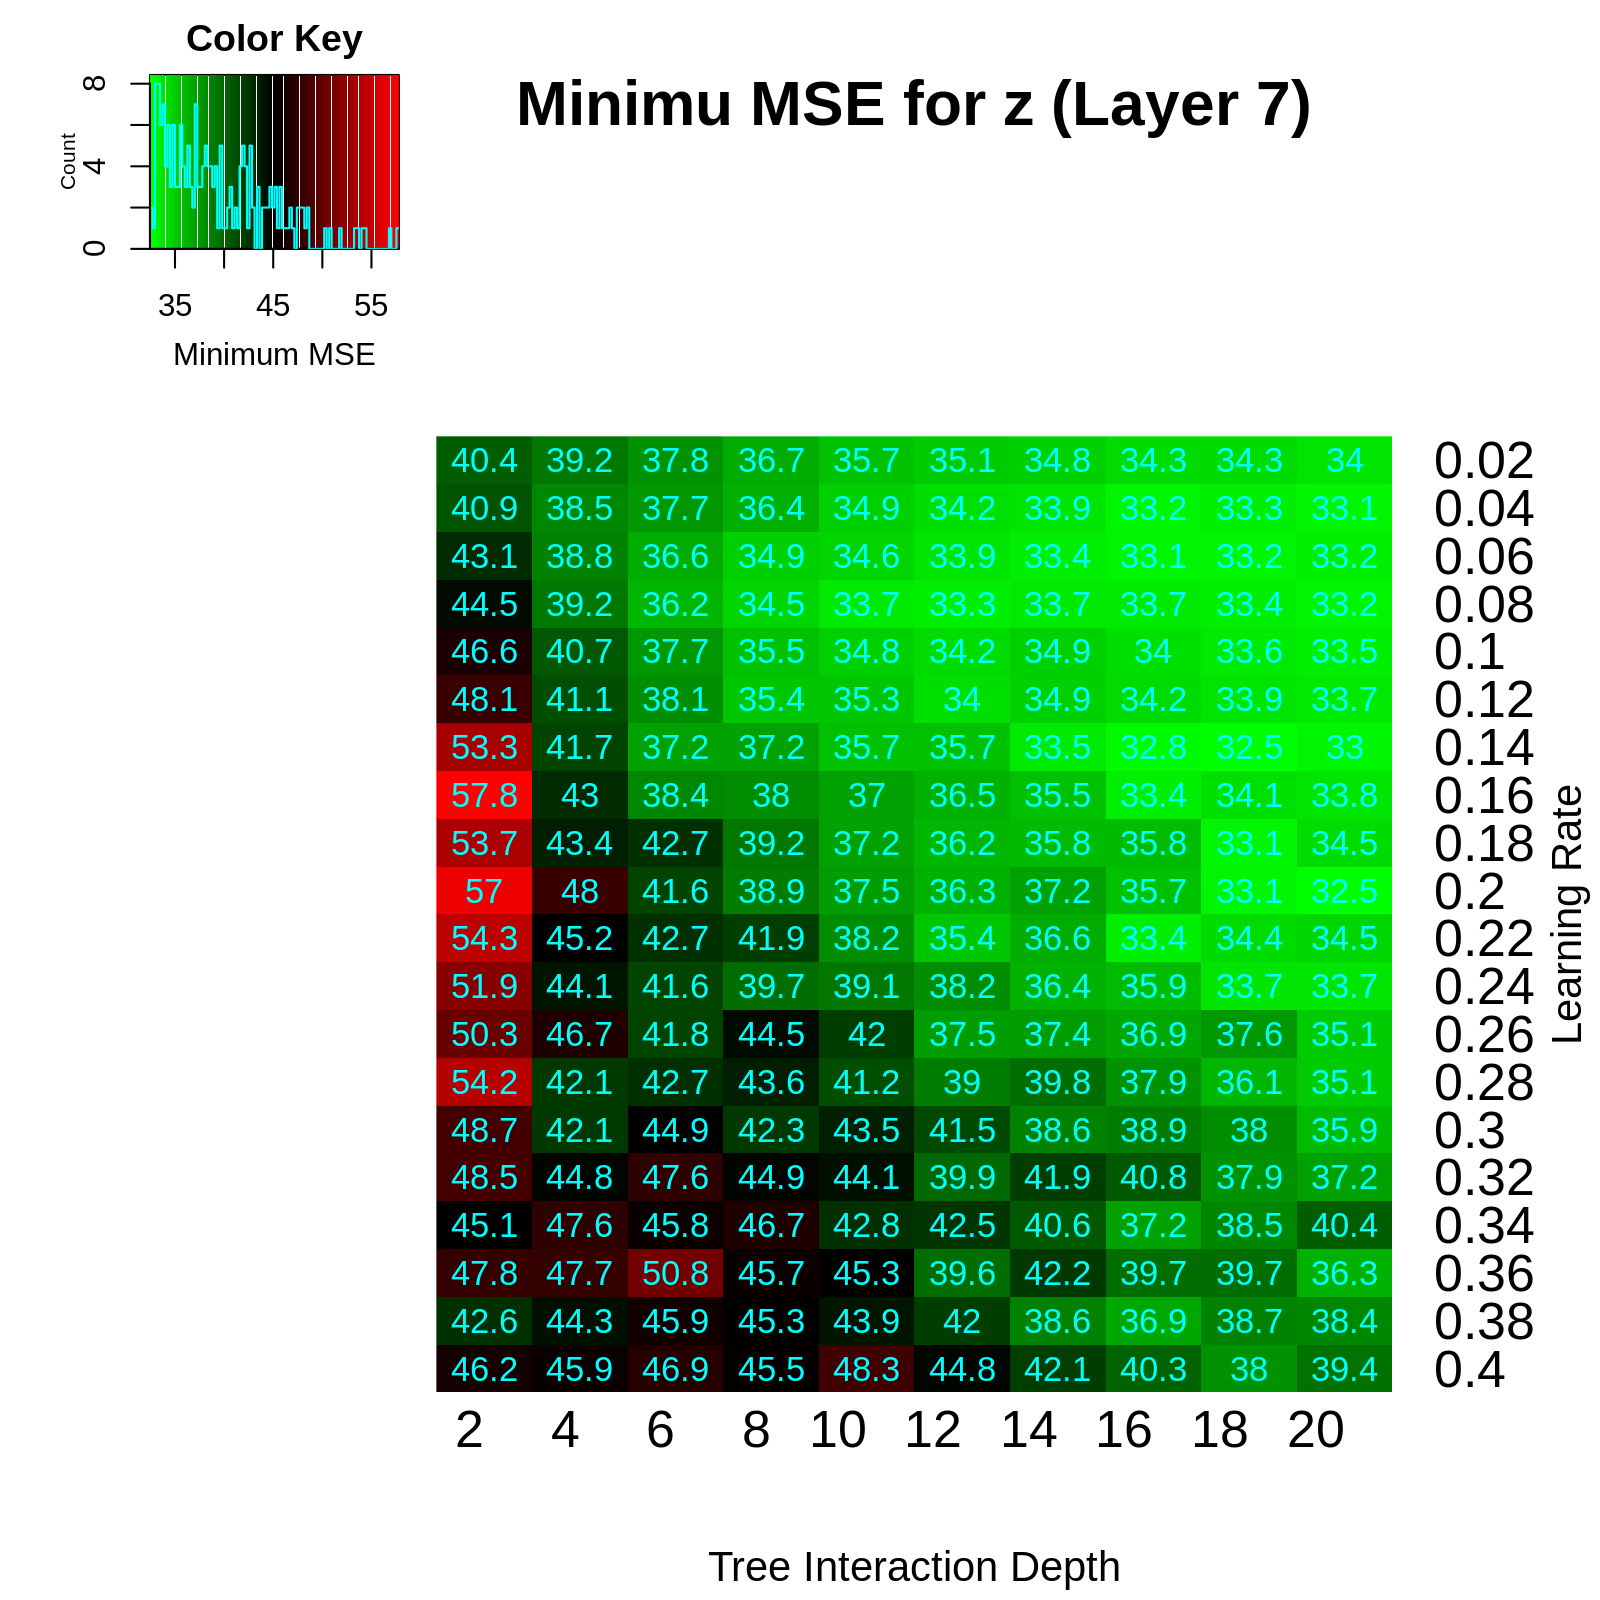 Color Key
Minimu MSE for z (Layer 7)
Count
0 4 8
35 45 55
Minimum MSE
40.4 39.2 37.8 36.7 35.7 35.1 34.8 34.3 34.3 34 0.02
40.9 38.5 37.7 36.4 34.9 34.2 33.9 33.2 33.3 33.1 0.04
43.1 38.8 36.6 34.9 34.6 33.9 33.4 33.1 33.2 33.2 0.06
44.5 39.2 36.2 34.5 33.7 33.3 33.7 33.7 33.4 33.2 0.08
46.6 40.7 37.7 35.5 34.8 34.2 34.9 34 33.6 33.5 0.1
48.1 41.1 38.1 35.4 35.3 34 34.9 34.2 33.9 33.7 0.12
53.3 41.7 37.2 37.2 35.7 35.7 33.5 32.8 32.5 33 0.14
57.8 43 38.4 38 37 36.5 35.5 33.4 34.1 33.8 0.16
53.7 43.4 42.7 39.2 37.2 36.2 35.8 35.8 33.1 34.5 0.18
57 48 41.6 38.9 37.5 36.3 37.2 35.7 33.1 32.5 0.2
54.3 45.2 42.7 41.9 38.2 35.4 36.6 33.4 34.4 34.5 0.22
51.9 44.1 41.6 39.7 39.1 38.2 36.4 35.9 33.7 33.7 0.24
50.3 46.7 41.8 44.5 42 37.5 37.4 36.9 37.6 35.1 0.26
54.2 42.1 42.7 43.6 41.2 39 39.8 37.9 36.1 35.1 0.28
48.7 42.1 44.9 42.3 43.5 41.5 38.6 38.9 38 35.9 0.3
48.5 44.8 47.6 44.9 44.1 39.9 41.9 40.8 37.9 37.2 0.32
45.1 47.6 45.8 46.7 42.8 42.5 40.6 37.2 38.5 40.4 0.34
47.8 47.7 50.8 45.7 45.3 39.6 42.2 39.7 39.7 36.3 0.36
42.6 44.3 45.9 45.3 43.9 42 38.6 36.9 38.7 38.4 0.38
46.2 45.9 46.9 45.5 48.3 44.8 42.1 40.3 38 39.4 0.4
Learning Rate
2 4 6 8 10 12 14 16 18 20
Tree Interaction Depth